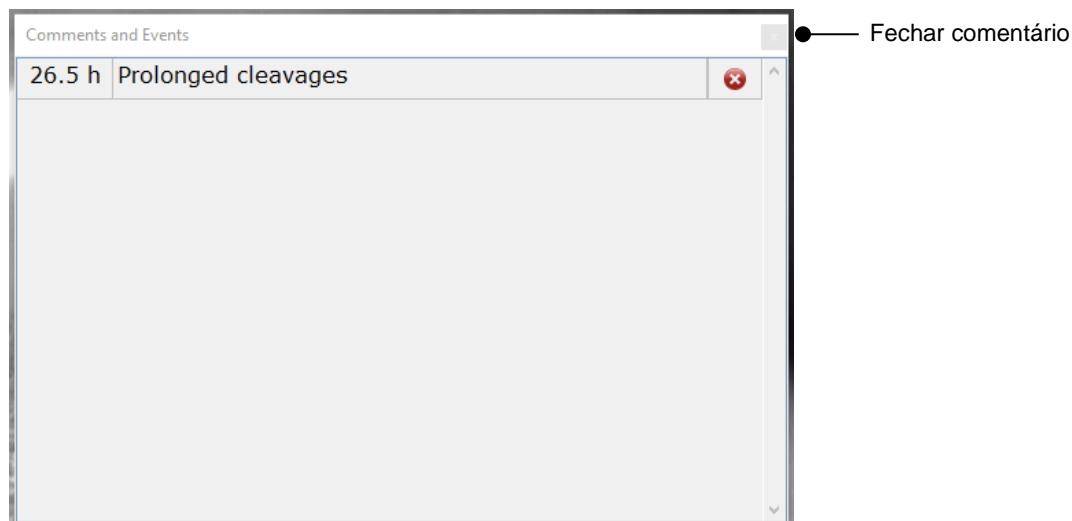 Comments and Events
Fechar comentário
26.5 h Prolonged cleavages